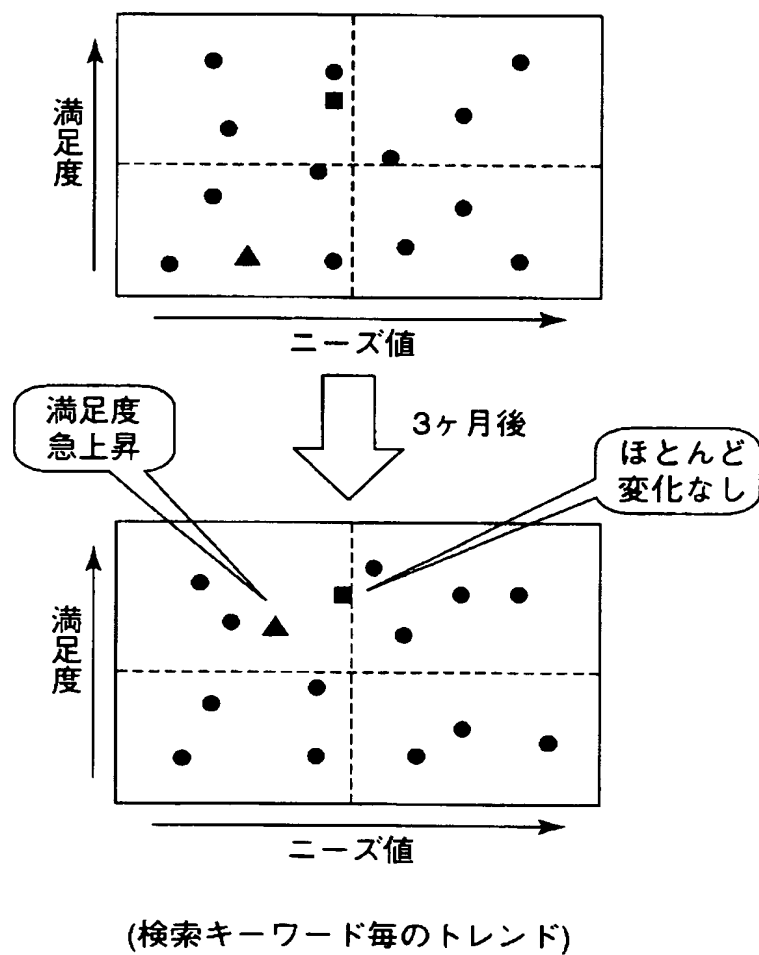 満足度
ニーズ値
満足度
急上昇
3ヶ月後
ほとんど
変化なし
満足度
ニーズ値
(検索キーワード毎のトレンド)